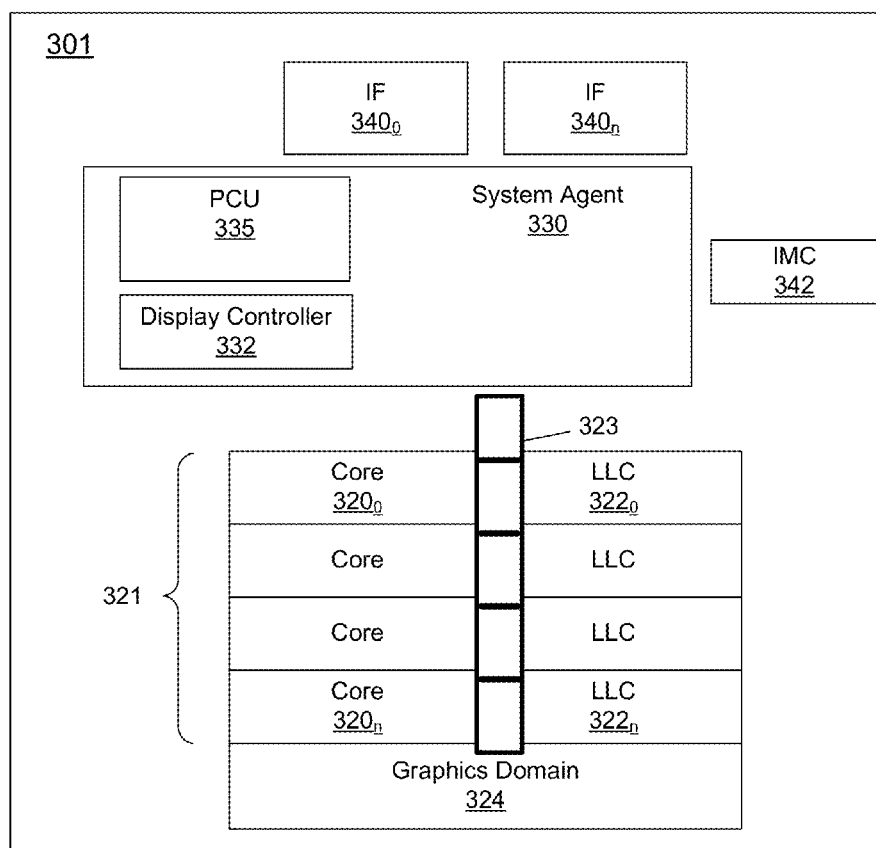 301
IF
340₀
IF
340ₙ
PCU
335
System Agent
330
IMC
342
Display Controller
332
323
Core
320₀
LLC
322₀
Core
LLC
321
Core
LLC
Core
320ₙ
LLC
322ₙ
Graphics Domain
324